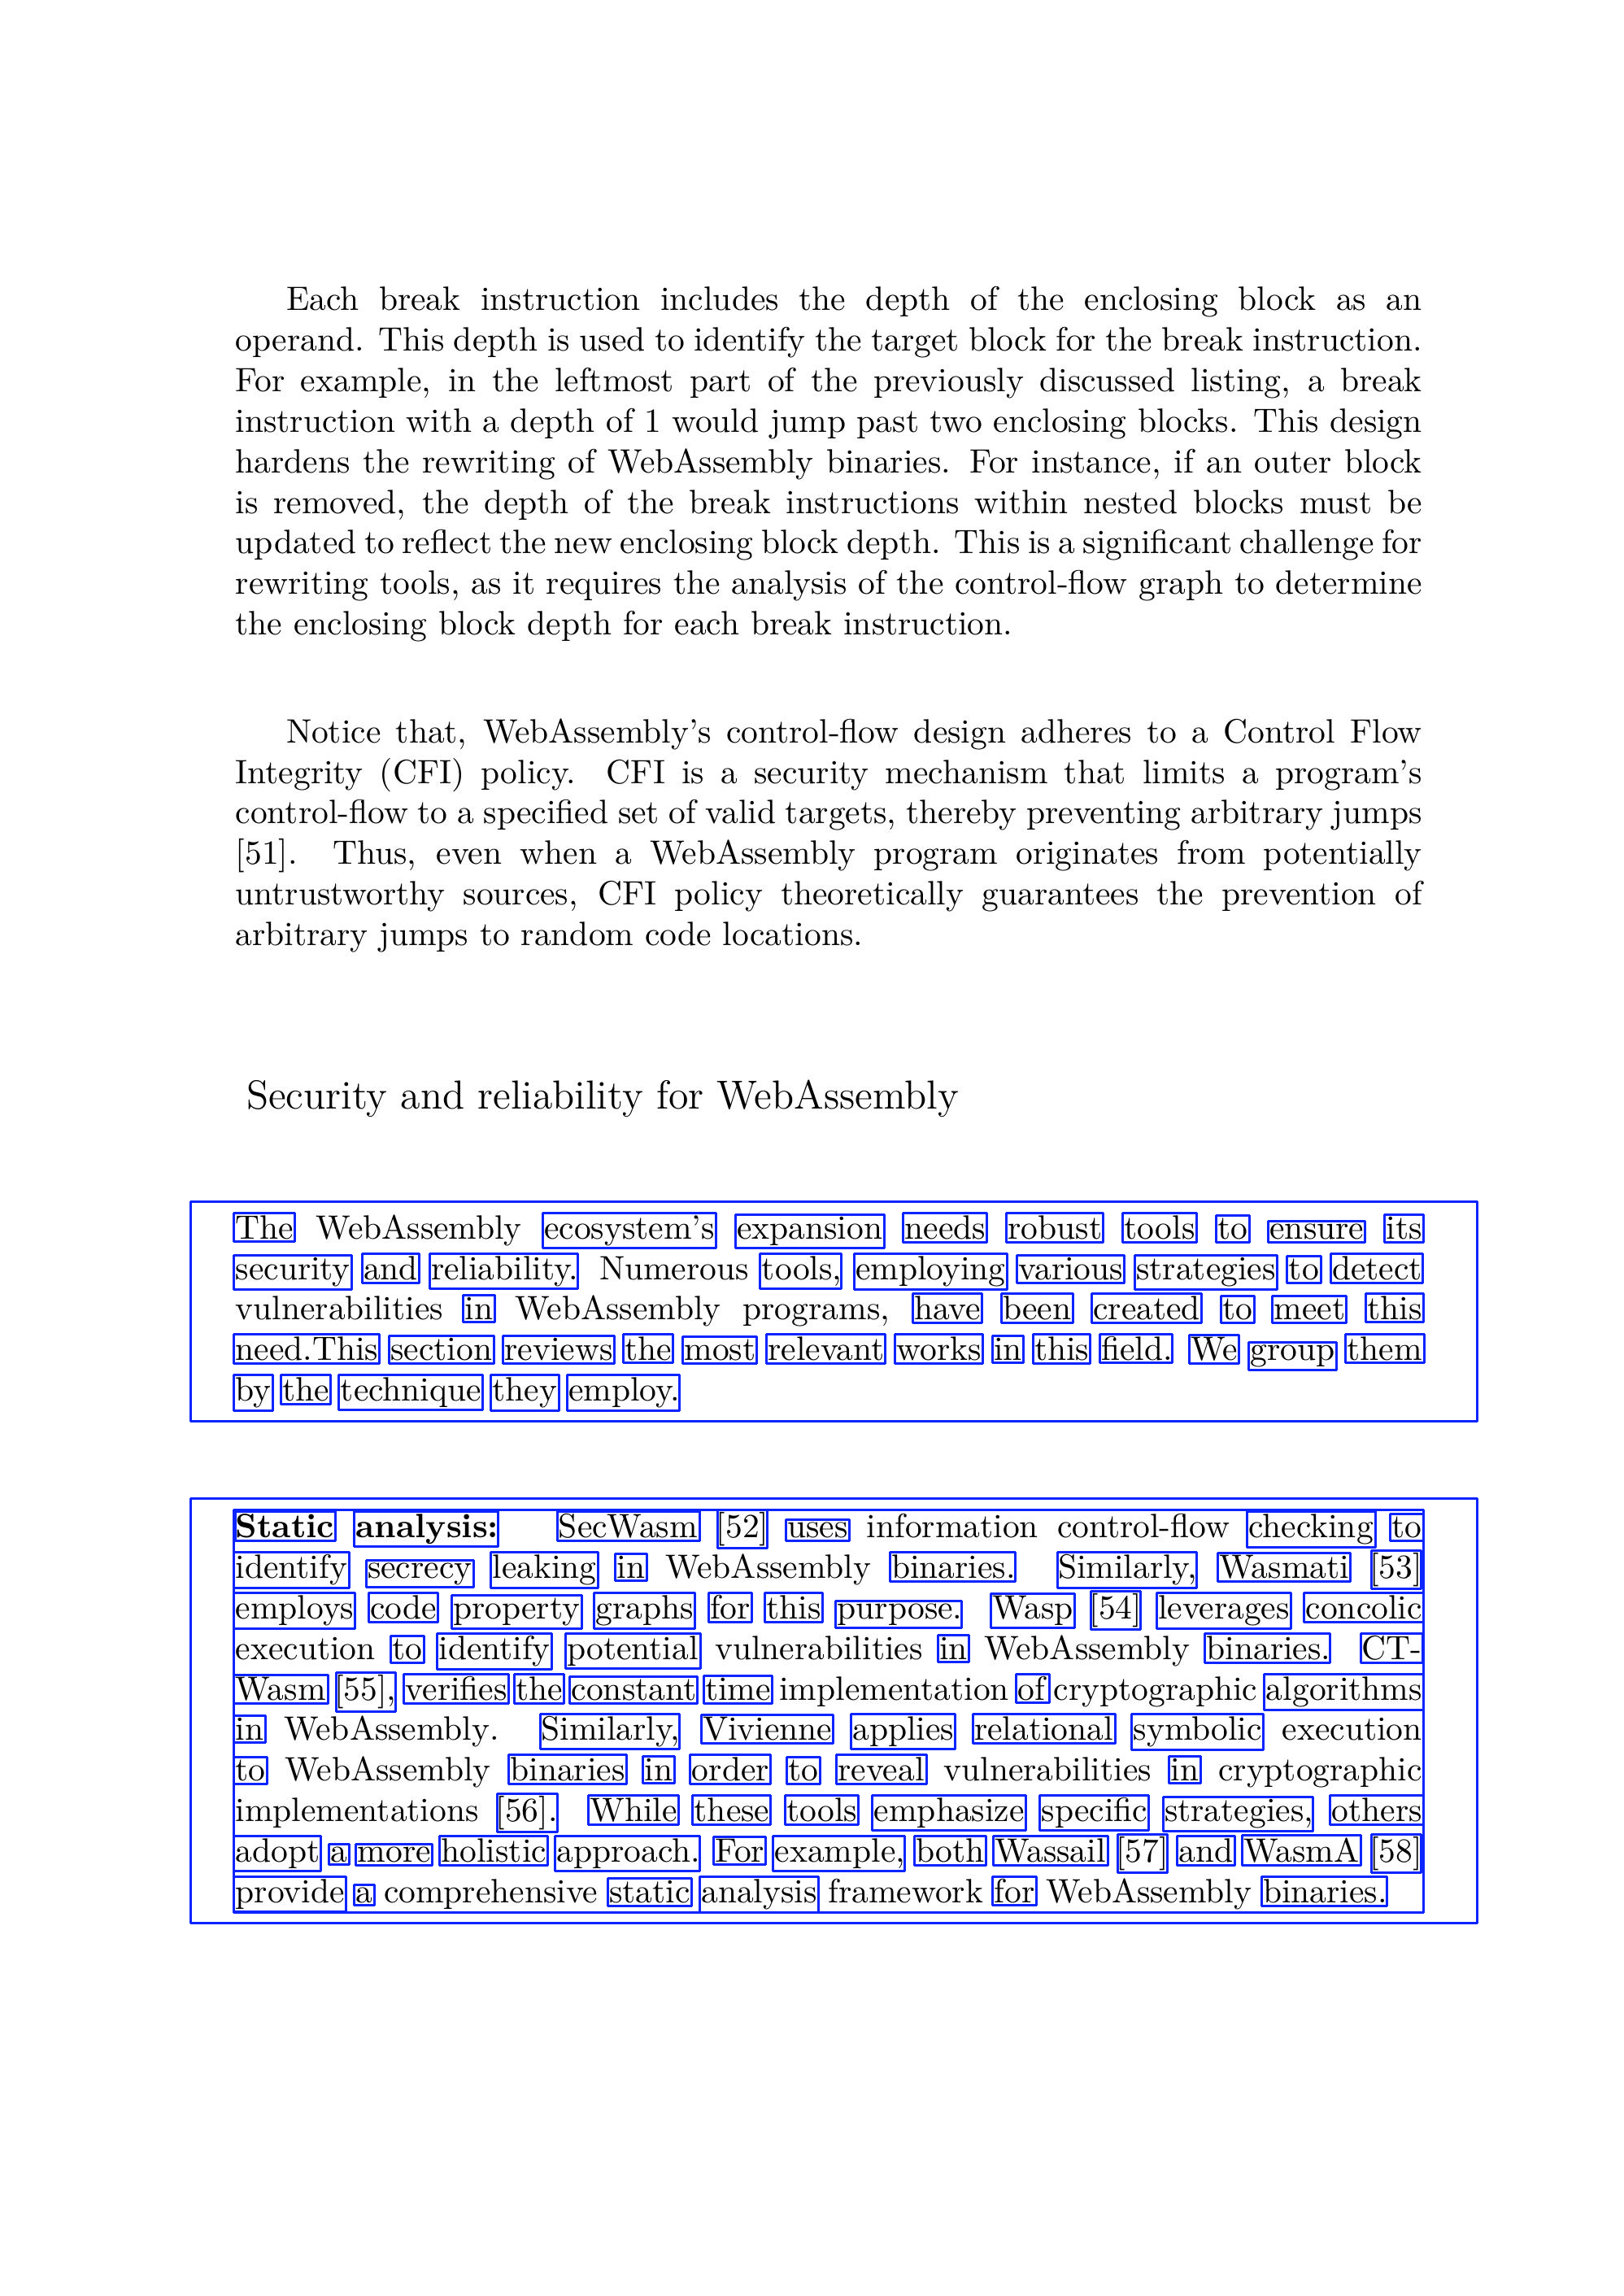 Each break instruction includes the depth of the enclosing block as an
operand. This depth is used to identify the target block for the break instruction.
For example, in the leftmost part of the previously discussed listing, a break
instruction with a depth of 1 would jump past two enclosing blocks. This design
hardens the rewriting of WebAssembly binaries. For instance, if an outer block
is removed, the depth of the break instructions within nested blocks must be
updated to reflect the new enclosing block depth. This is a significant challenge for
rewriting tools, as it requires the analysis of the control-flow graph to determine
the enclosing block depth for each break instruction.
Notice that, WebAssembly's control-flow design adheres to a Control Flow
Integrity (CFI) policy. CFI is a security mechanism that limits a program's
control-flow to a specified set of valid targets, thereby preventing arbitrary jumps
[51]. Thus, even when a WebAssembly program originates from potentially
untrustworthy sources, CFI policy theoretically guarantees the prevention of
arbitrary jumps to random code locations.
Security and reliability for WebAssembly
The WebAssembly ecosystem's expansion needs robust tools to ensure its
security and reliability. Numerous tools, employing various strategies to detect
vulnerabilities in WebAssembly programs, have been created to meet this
need.This section reviews the most relevant works in this field. We group them
by the technique they employ.
Static analysis: SecWasm [52] uses information control-flow checking to
identify secrecy leaking in WebAssembly binaries. Similarly, Wasmati [53]
employs code property graphs for this purpose. Wasp [54] leverages concolic
execution to identify potential vulnerabilities in WebAssembly binaries. CT-
Wasm [55], verifies the constant time implementation of cryptographic algorithms
in WebAssembly. Similarly, Vivienne applies relational symbolic execution
to WebAssembly binaries in order to reveal vulnerabilities in cryptographic
implementations [56]. While these tools emphasize specific strategies, others
adopt a more holistic approach. For example, both Wassail [57] and WasmA [58]
provide a comprehensive static analysis framework for WebAssembly binaries.